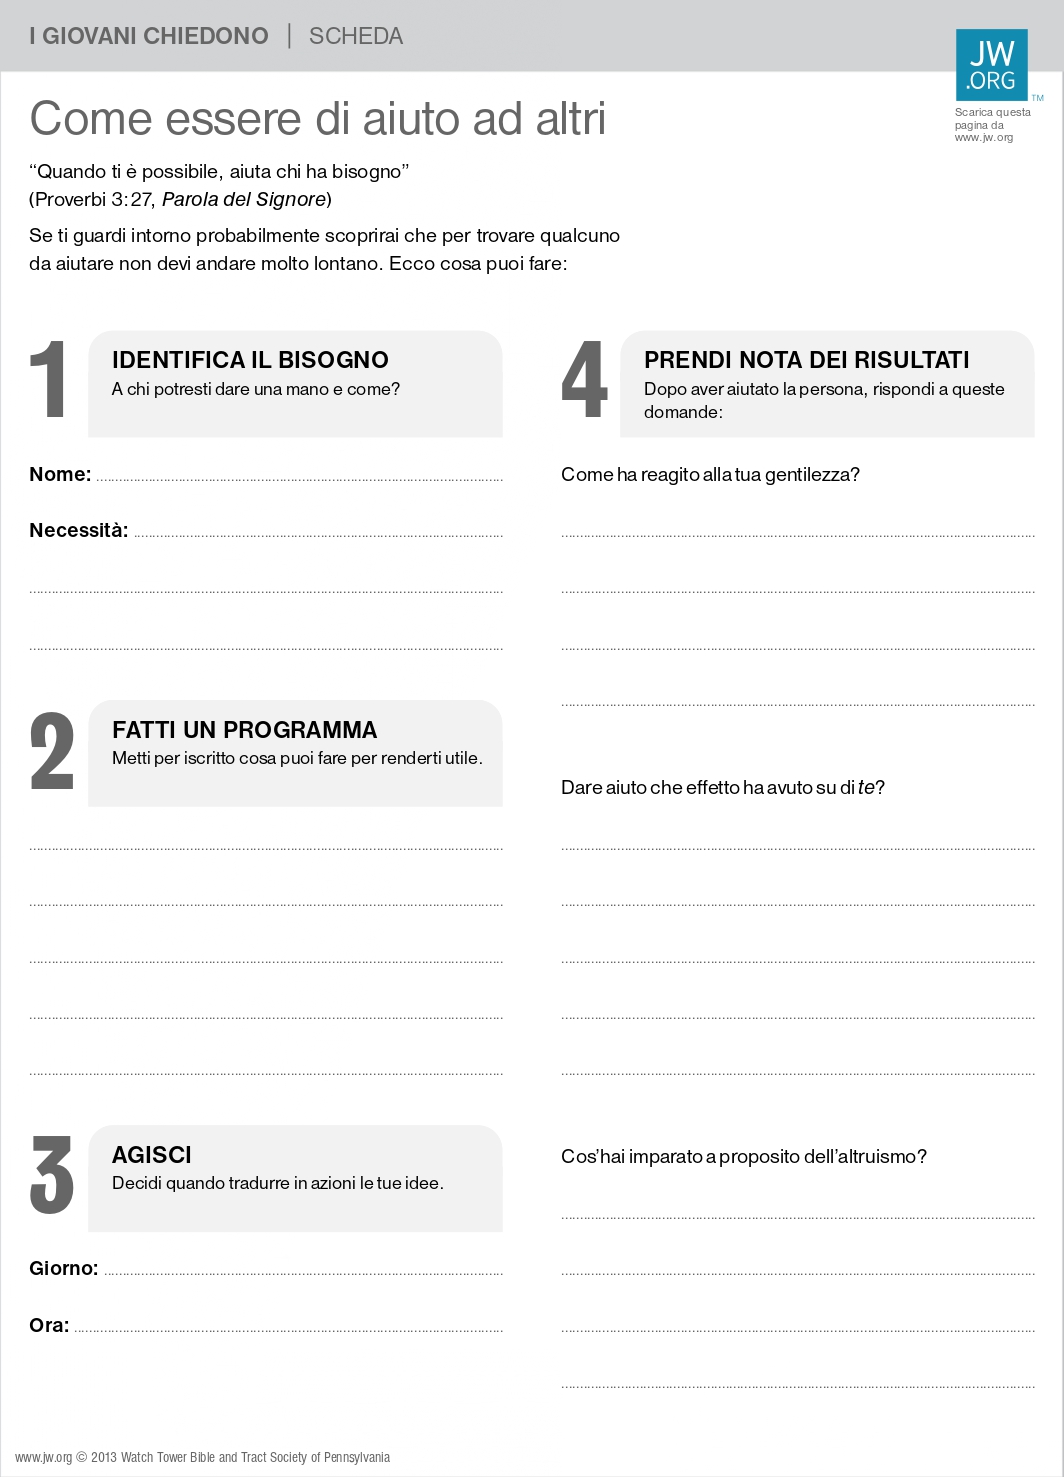 I GIOVANI CHIEDONO | SCHEDA
JW
.ORG
TM
Scarica questa
pagina da
www.jw.org
Come essere di aiuto ad altri
“Quando ti è possibile, aiuta chi ha bisogno”
(Proverbi 3:27, Parola del Signore)
Se ti guardi intorno probabilmente scoprirai che per trovare qualcuno
da aiutare non devi andare molto lontano. Ecco cosa puoi fare:
1
IDENTIFICA IL BISOGNO
A chi potresti dare una mano e come?
Nome:
Necessità:
2
FATTI UN PROGRAMMA
Metti per iscritto cosa puoi fare per renderti utile.
3
AGISCI
Decidi quando tradurre in azioni le tue idee.
Giorno:
Ora:
4
PRENDI NOTA DEI RISULTATI
Dopo aver aiutato la persona, rispondi a queste
domande:
Come ha reagito alla tua gentilezza?
Dare aiuto che effetto ha avuto su di te?
Cos’hai imparato a proposito dell’altruismo?
www.jw.org © 2013 Watch Tower Bible and Tract Society of Pennsylvania